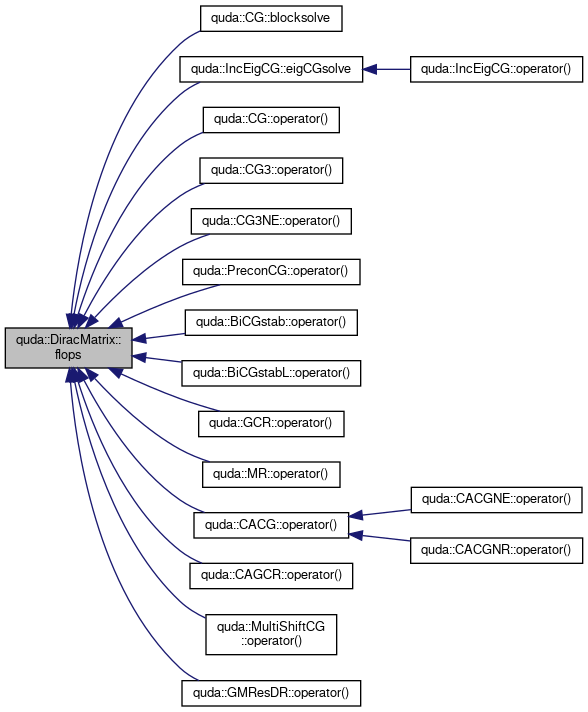 quda::CG::blocksolve
quda::IncEigCG::eigCGsolve
quda::IncEigCG::operator()
quda::CG::operator()
quda::CG3::operator()
quda::CG3NE::operator()
quda::PreconCG::operator()
quda::BiCGstab::operator()
quda::DiracMatrix::
flops
quda::BiCGstabL::operator()
quda::GCR::operator()
quda::MR::operator()
quda::CACGNE::operator()
quda::CACG::operator()
quda::CACGNR::operator()
quda::CAGCR::operator()
quda::MultiShiftCG
::operator()
quda::GMResDR::operator()